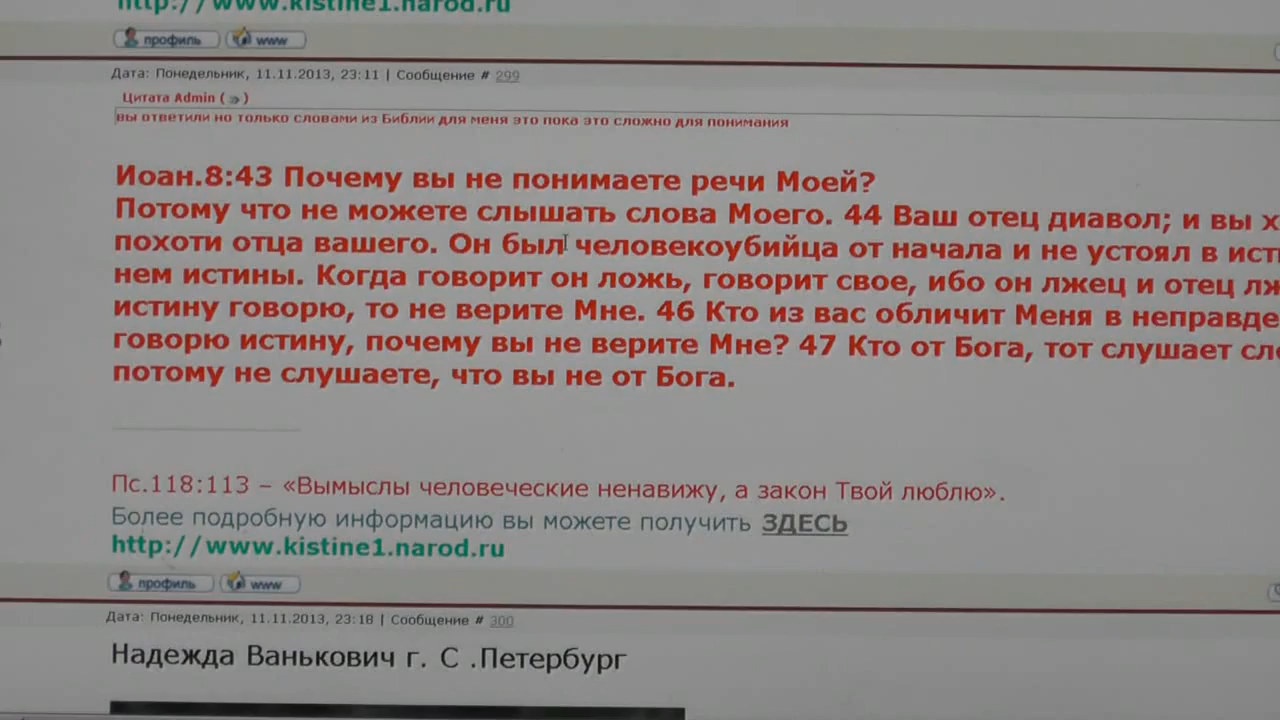 http://www.kistine1.narod.ru
профиль www
Дата: Понедельник, 11.11.2013, 23:11 | Сообщение # 299
Цитата Admin ( )
вы ответили но только словами из Библии для меня это пока это сложно для понимания
Иоан.8:43 Почему вы не понимаете речи Моей?
Потому что не можете слышать слова Моего. 44 Ваш отец диавол; и вы х
похоти отца вашего. Он был человекоубийца от начала и не устоял в ист
нем истины. Когда говорит он ложь, говорит свое, ибо он лжец и отец лж
истину говорю, то не верите Мне. 46 Кто из вас обличит Меня в неправде
говорю истину, почему вы не верите Мне? 47 Кто от Бога, тот слушает сло
потому не слушаете, что вы не от Бога.
Пс.118:113 – «Вымыслы человеческие ненавижу, а закон Твой люблю».
Более подробную информацию вы можете получить ЗДЕСЬ
http://www.kistine1.narod.ru
профиль www
Дата: Понедельник, 11.11.2013, 23:18 | Сообщение # 300
Надежда Ванькович г. С .Петербург